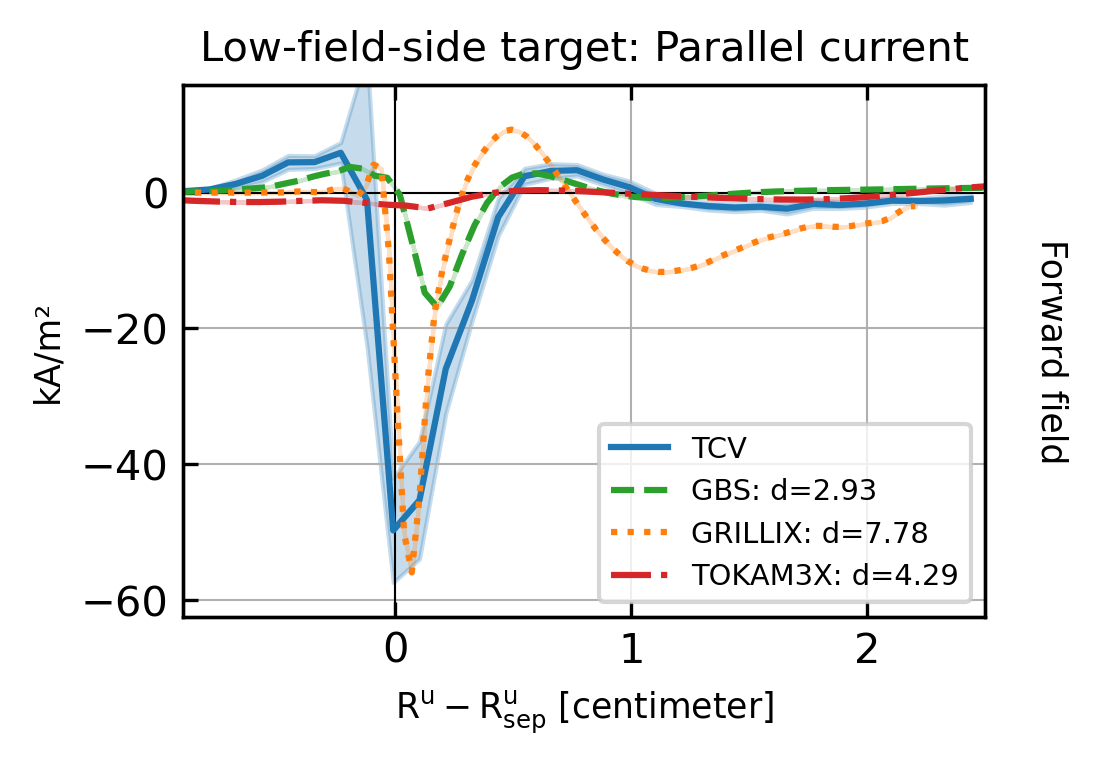 Low-field-side target: Parallel current
kA/m²
0
−20
−40
−60
TCV
GBS: d=2.93
GRILLIX: d=7.78
TOKAM3X: d=4.29
0
1
2
Rᵘ − Rᵘsep [centimeter]
Forward field